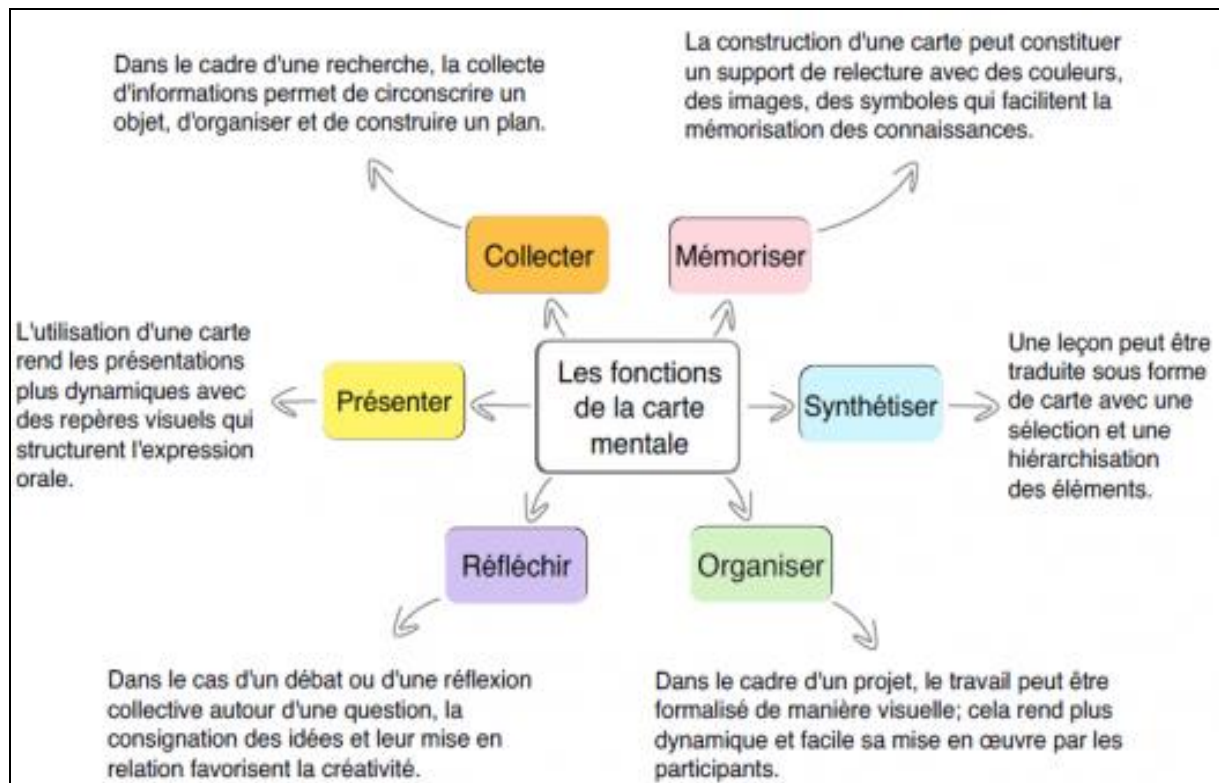 Dans le cadre d'une recherche, la collecte
d'informations permet de circonscrire un
objet, d'organiser et de construire un plan.
La construction d'une carte peut constituer
un support de relecture avec des couleurs,
des images, des symboles qui facilitent la
mémorisation des connaissances.
Collecter
Mémoriser
L'utilisation d'une carte
rend les présentations
plus dynamiques avec
des repères visuels qui
structurent l'expression
orale.
Présenter
Les fonctions
de la carte
mentale
Synthétiser
Une leçon peut être
traduite sous forme
de carte avec une
sélection et une
hiérarchisation
des éléments.
Réfléchir
Organiser
Dans le cas d'un débat ou d'une réflexion
collective autour d'une question, la
consignation des idées et leur mise en
relation favorisent la créativité.
Dans le cadre d'un projet, le travail peut être
formalisé de manière visuelle; cela rend plus
dynamique et facile sa mise en œuvre par les
participants.